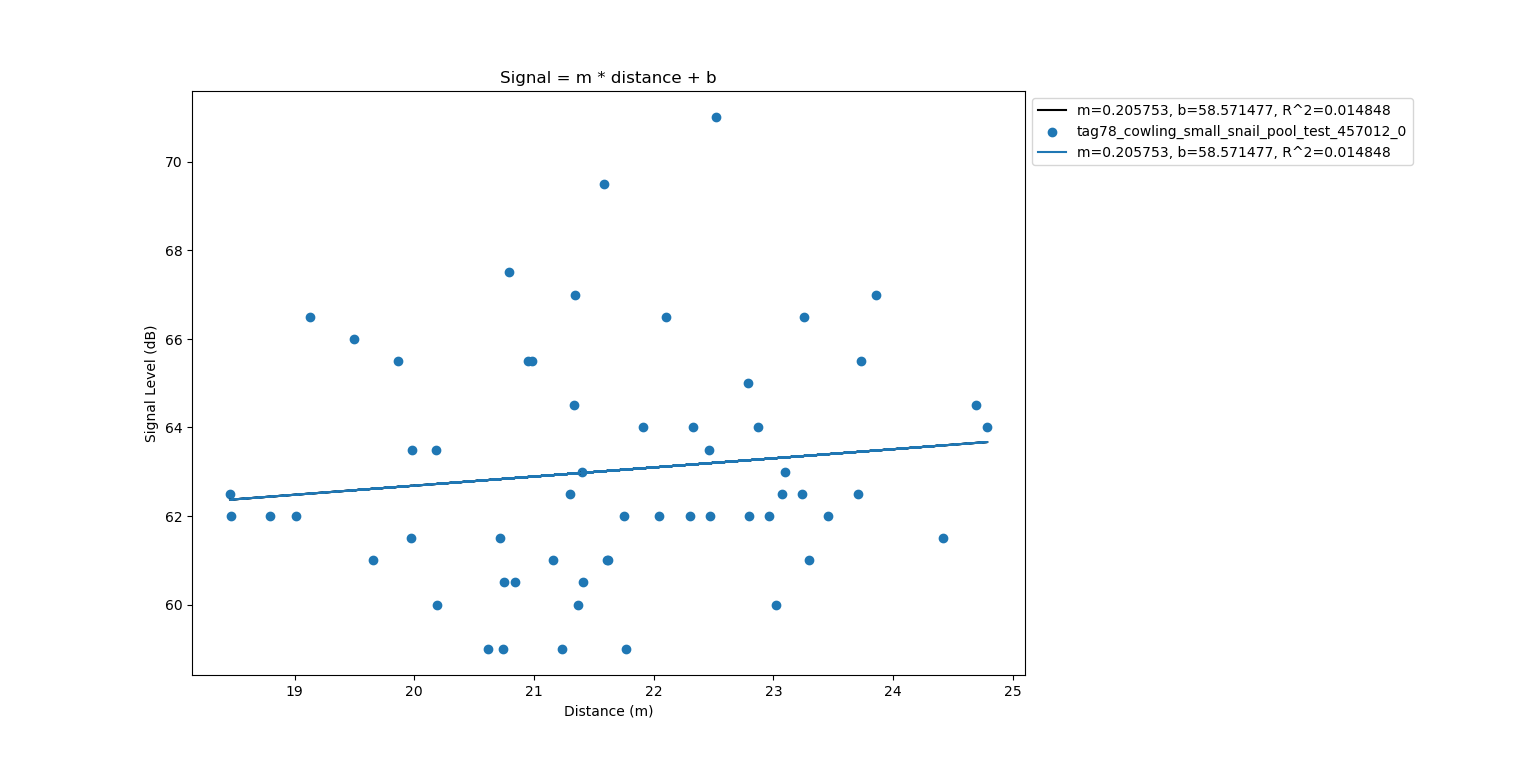 Signal = m * distance + b
m=0.205753, b=58.571477, R^2=0.014848
tag78_cowling_small_snail_pool_test_457012_0
m=0.205753, b=58.571477, R^2=0.014848
Signal Level (dB)
70
68
66
64
62
60
19 20 21 22 23 24 25
Distance (m)